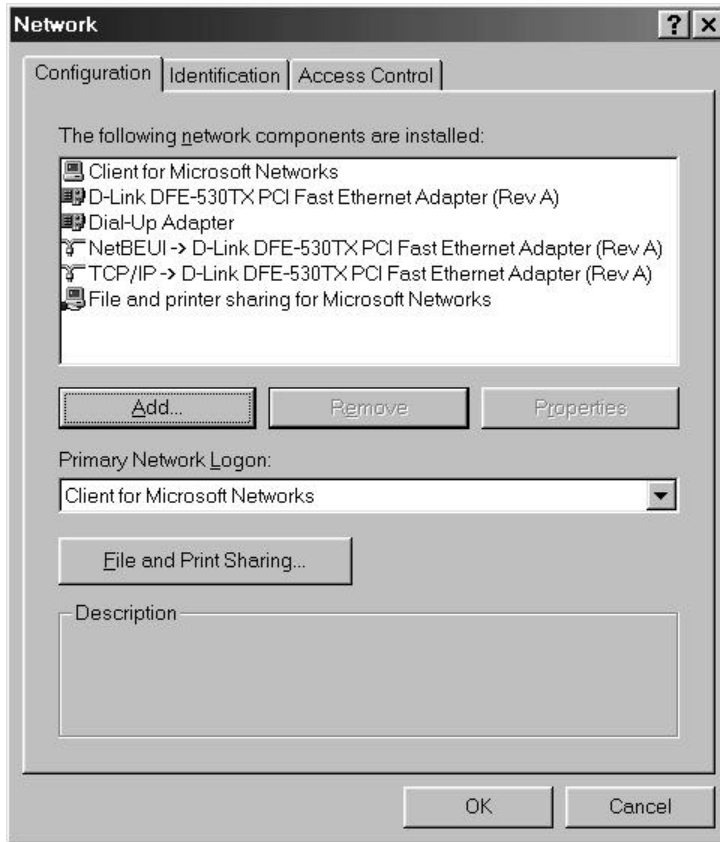 Network
Configuration Identification Access Control
The following network components are installed:
Client for Microsoft Networks
D-Link DFE-530TX PCI Fast Ethernet Adapter (Rev A)
Dial-Up Adapter
NetBEUI -> D-Link DFE-530TX PCI Fast Ethernet Adapter (Rev A)
TCP/IP -> D-Link DFE-530TX PCI Fast Ethernet Adapter (Rev A)
File and printer sharing for Microsoft Networks
Add... Remove Properties
Primary Network Logon:
Client for Microsoft Networks
File and Print Sharing...
Description
OK Cancel